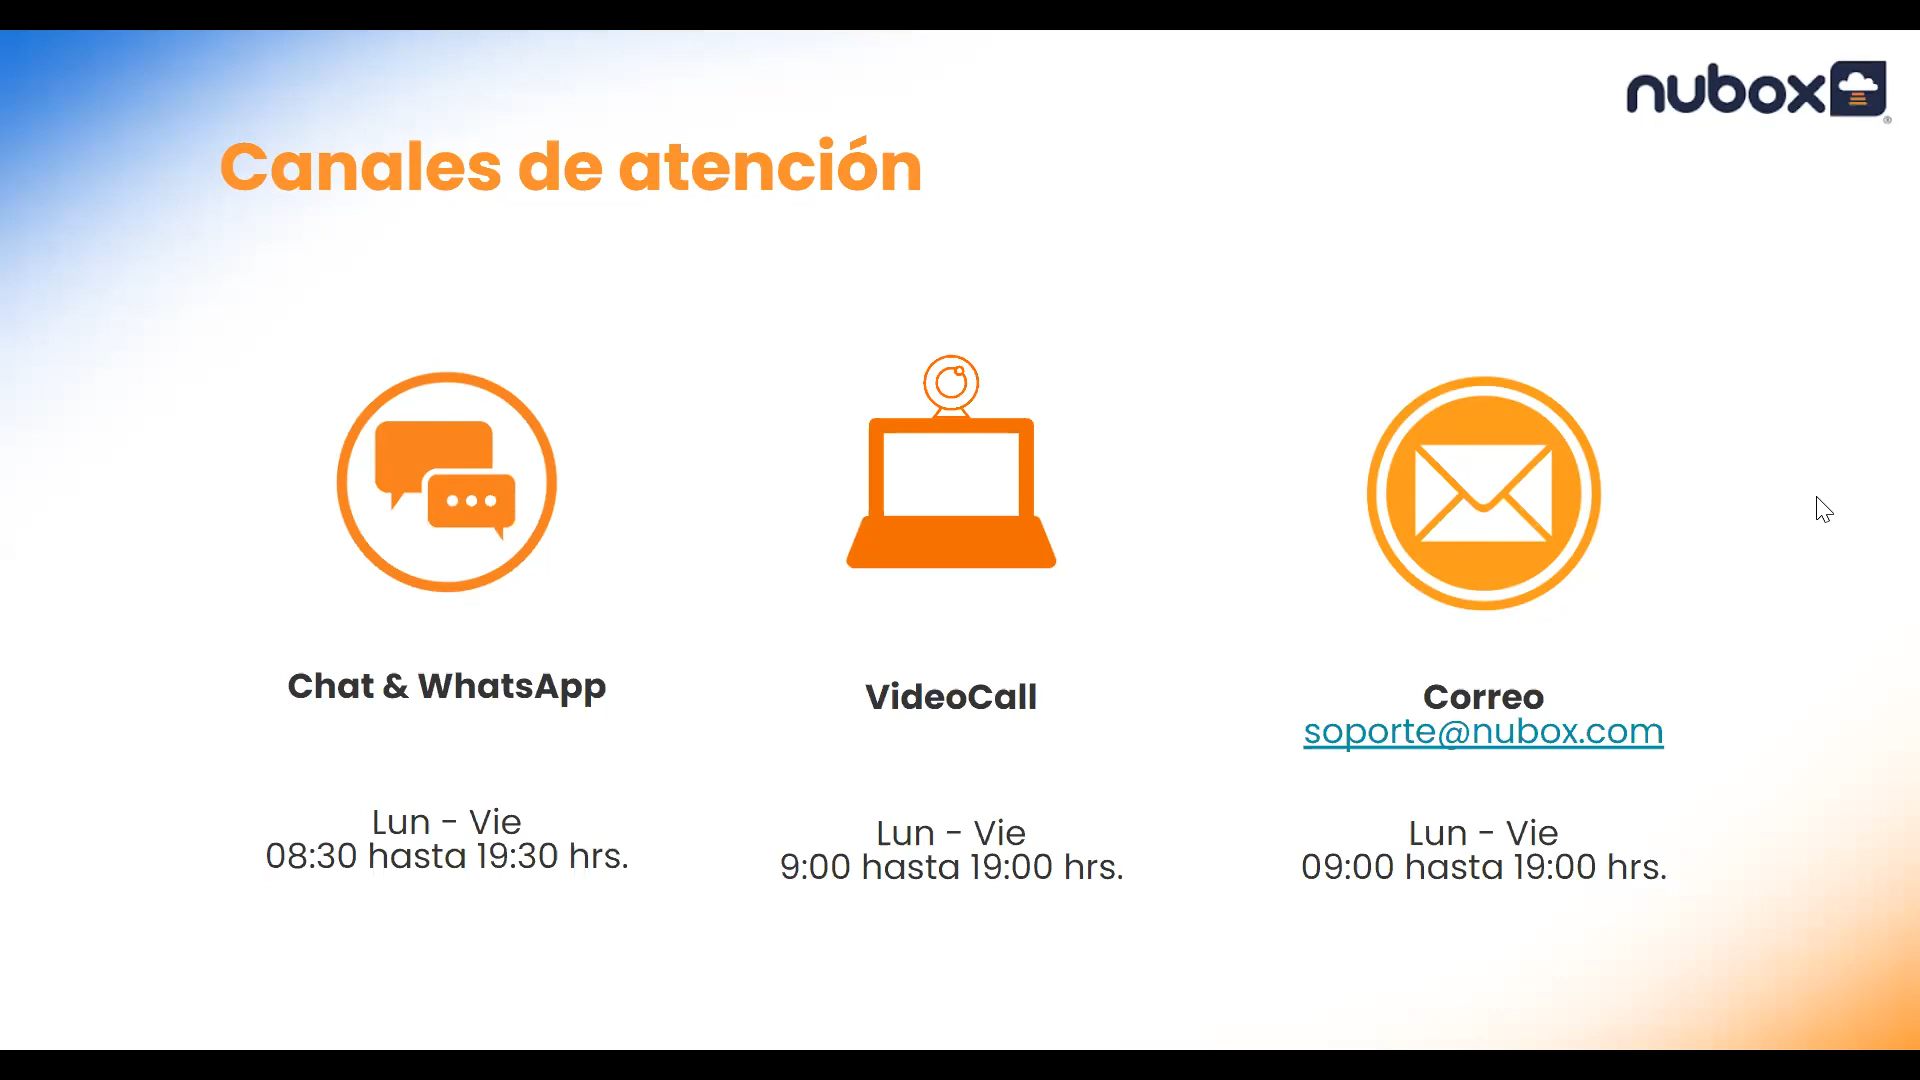 nubox
Canales de atención
Chat & WhatsApp
Lun - Vie
08:30 hasta 19:30 hrs.
VideoCall
Lun - Vie
9:00 hasta 19:00 hrs.
Correo
soporte@nubox.com
Lun - Vie
09:00 hasta 19:00 hrs.